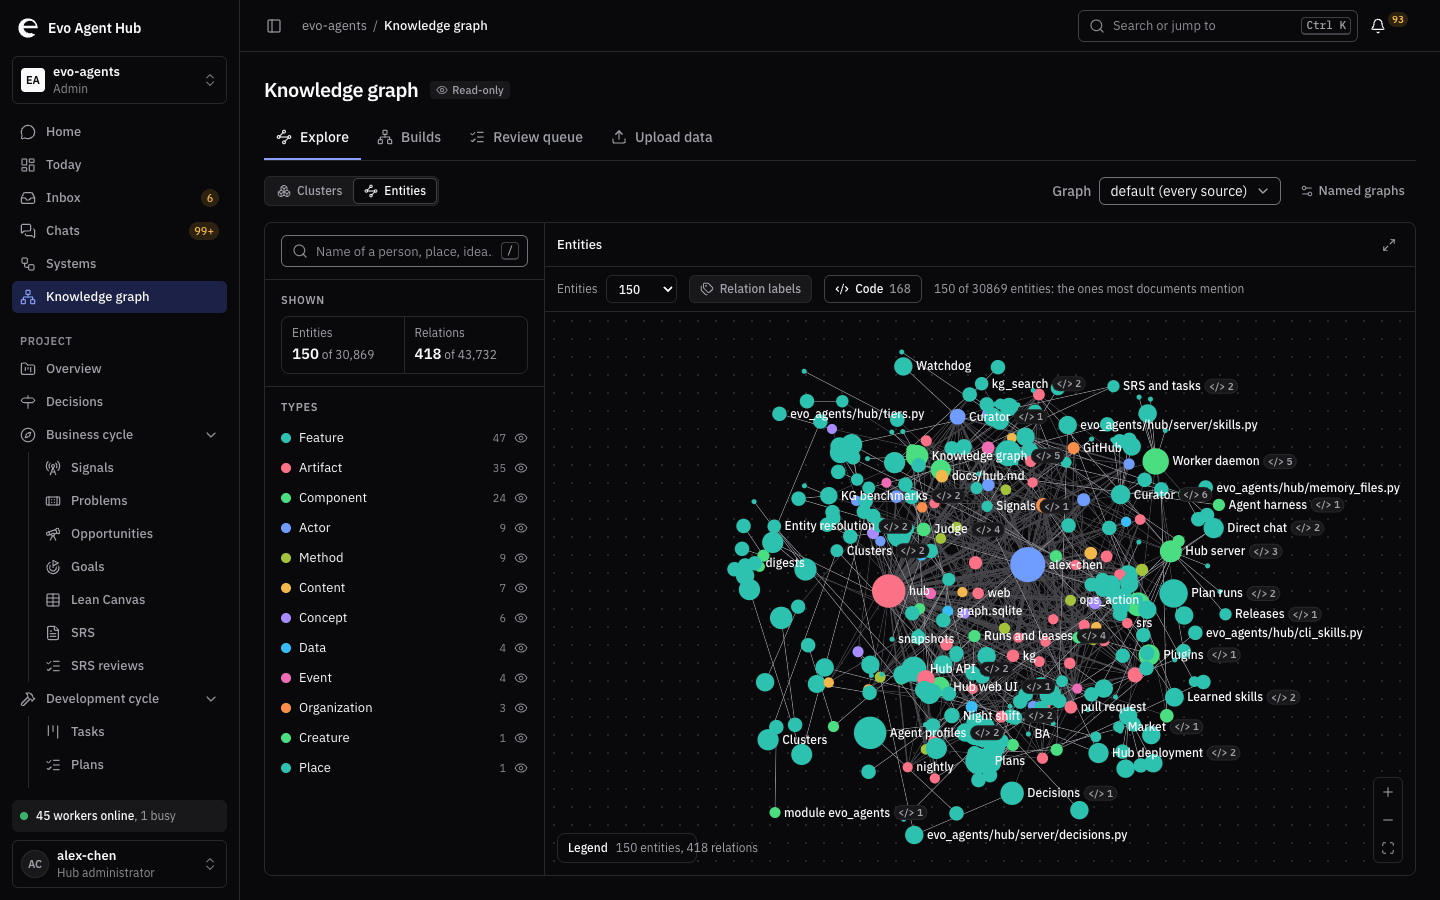 Evo Agent Hub
EA
evo-agents
Admin
Home
Today
Inbox 6
Chats 99+
Systems
Knowledge graph
PROJECT
Overview
Decisions
Business cycle
Signals
Problems
Opportunities
Goals
Lean Canvas
SRS
SRS reviews
Development cycle
Tasks
Plans
45 workers online, 1 busy
AC
alex-chen
Hub administrator
evo-agents / Knowledge graph
Search or jump to
Ctrl K
93
Knowledge graph
Read-only
Explore
Builds
Review queue
Upload data
Clusters
Entities
Graph
default (every source)
Named graphs
Name of a person, place, idea.
/
SHOWN
Entities
150 of 30,869
Relations
418 of 43,732
TYPES
Feature 47
Artifact 35
Component 24
Actor 9
Method 9
Content 7
Concept 6
Data 4
Event 4
Organization 3
Creature 1
Place 1
Entities
Entities
150
Relation labels
</> Code 168
150 of 30869 entities: the ones most documents mention
Watchdog
kg_search </> 2
SRS and tasks </> 2
evo_agents/hub/tiers.py
Curator </> 1
evo_agents/hub/server/skills.py
GitHub
Knowledge graph </> 5
Worker daemon </> 5
docs/hub.md
evo_agents/hub/memory_files.py
KG benchmarks </> 2
Curator </> 6
Signals </> 1
Agent harness </> 1
Entity resolution </> 2
Judge </> 4
Direct chat </> 2
Clusters </> 2
Hub server </> 3
digests
alex-chen
hub
web
Plan runs </> 2
ops_action
graph.sqlite
Releases </> 1
srs
evo_agents/hub/cli_skills.py
snapshots
Runs and leases </> 4
kg
Plugins </> 1
Hub API </> 2
Hub web UI </> 1
Learned skills </> 2
pull request
Night shift </> 2
Market </> 1
Agent profiles </> 2
BA
Clusters
Hub deployment </> 2
Plans
nightly
Decisions </> 1
module evo_agents </> 1
evo_agents/hub/server/decisions.py
Legend 150 entities, 418 relations